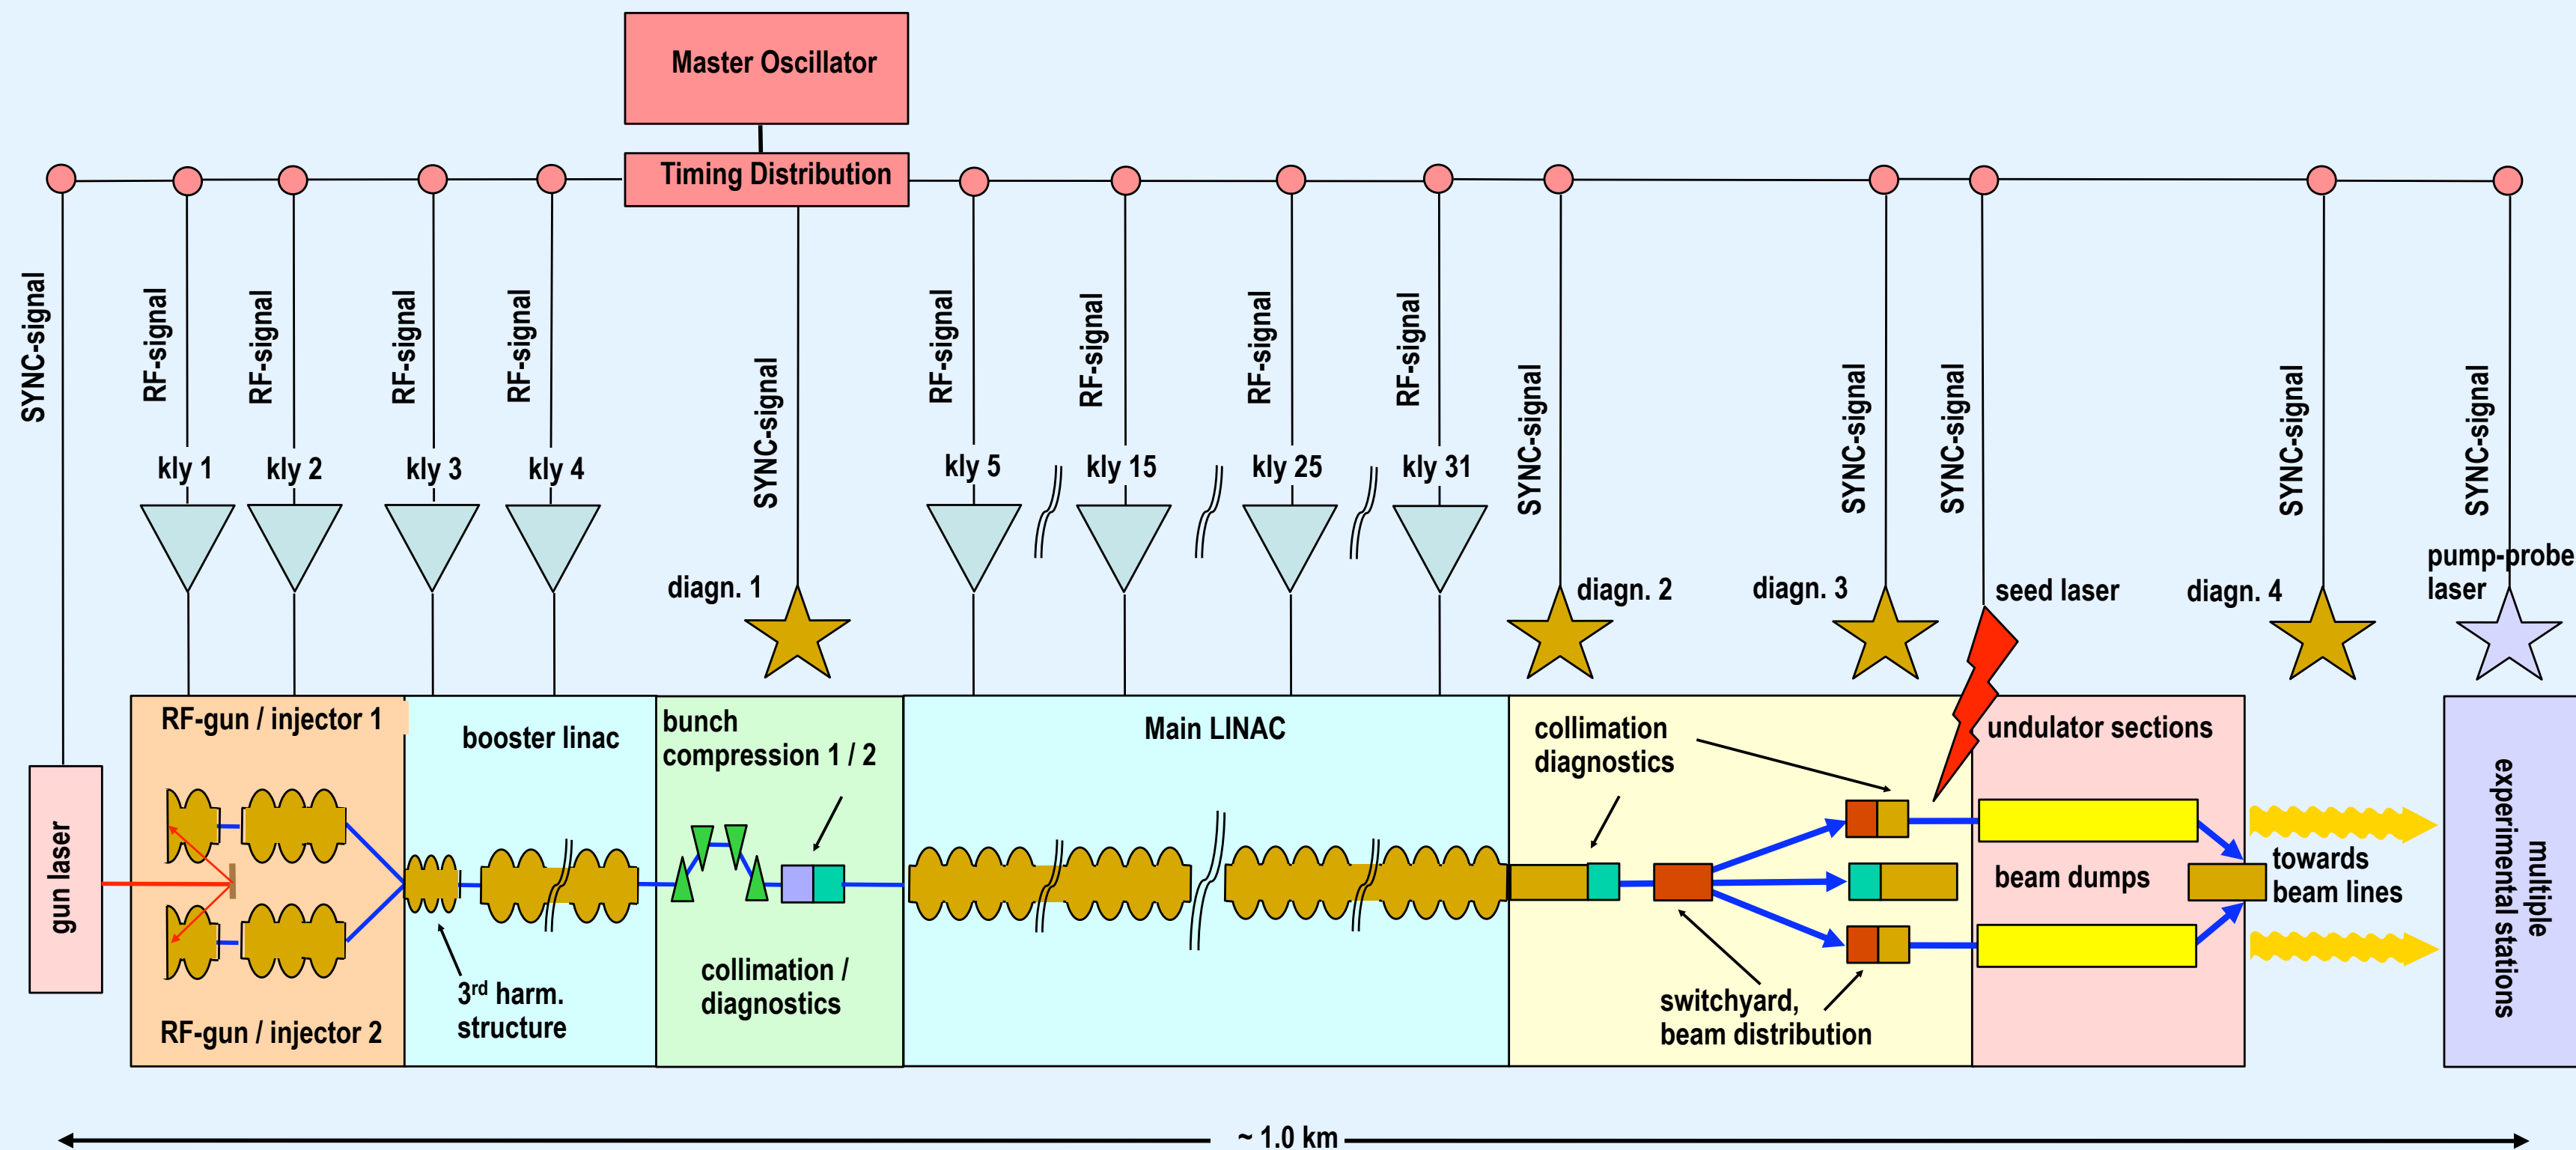 Master Oscillator
Timing Distribution
SYNC-signal
RF-signal
RF-signal
RF-signal
RF-signal
SYNC-signal
RF-signal
RF-signal
RF-signal
RF-signal
SYNC-signal
SYNC-signal
SYNC-signal
SYNC-signal
SYNC-signal
kly 1
kly 2
kly 3
kly 4
kly 5
kly 15
kly 25
kly 31
diagn. 1
diagn. 2
diagn. 3
seed laser
diagn. 4
pump-probe
laser
gun laser
RF-gun / injector 1
RF-gun / injector 2
booster linac
3rd harm.
structure
bunch
compression 1 / 2
collimation /
diagnostics
Main LINAC
collimation
diagnostics
switchyard,
beam distribution
undulator sections
beam dumps
towards
beam lines
multiple
experimental stations
~ 1.0 km